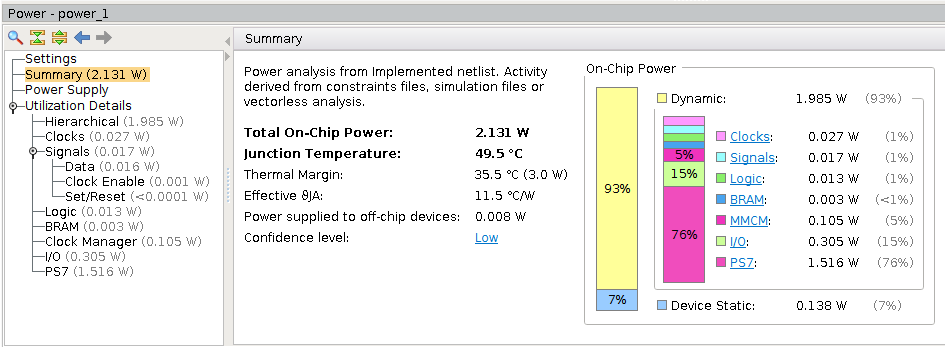 Power - power_1
Settings
Summary (2.131 W)
Power Supply
Utilization Details
Hierarchical (1.985 W)
Clocks (0.027 W)
Signals (0.017 W)
Data (0.016 W)
Clock Enable (0.001 W)
Set/Reset (<0.0001 W)
Logic (0.013 W)
BRAM (0.003 W)
Clock Manager (0.105 W)
I/O (0.305 W)
PS7 (1.516 W)
Summary
Power analysis from Implemented netlist. Activity
derived from constraints files, simulation files or
vectorless analysis.
Total On-Chip Power: 2.131 W
Junction Temperature: 49.5 °C
Thermal Margin: 35.5 °C (3.0 W)
Effective ϑJA: 11.5 °C/W
Power supplied to off-chip devices: 0.008 W
Confidence level: Low
On-Chip Power
93%
7%
Dynamic: 1.985 W (93%)
5%
15%
76%
Clocks: 0.027 W (1%)
Signals: 0.017 W (1%)
Logic: 0.013 W (1%)
BRAM: 0.003 W (<1%)
MMCM: 0.105 W (5%)
I/O: 0.305 W (15%)
PS7: 1.516 W (76%)
Device Static: 0.138 W (7%)